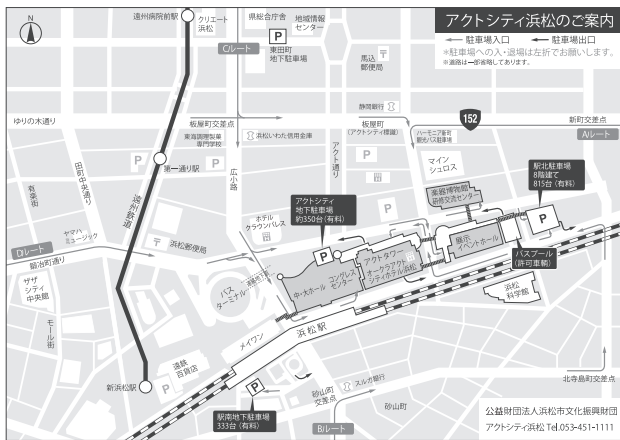 アクトシティ浜松のご案内
駐車場入口
駐車場出口
※駐車場への入・退場は左折でお願いします。
※道路は一部省略してあります。
N
遠州病院前駅
クリエート
浜松
県総合庁舎
地域情報
センター
P
東田町
地下駐車場
Cルート
馬込
郵便局
静岡銀行
152
ゆりの木通り
板屋町交差点
浜松いわた信用金庫
板屋町
(アクトシティ標識)
ハーモニア新町
観光バス駐車場
新町交差点
Aルート
東海調理製菓
専門学校
P
第一通り駅
田町中央通り
有楽街
遠州鉄道
広小路
アクト通り
P
P
マイン
シュロス
駅北駐車場
8階建て
815台(有料)
P
楽器博物館
研修交流センター
アクトシティ
地下駐車場
約350台(有料)
P
ホテル
クラウンパレス
ヤマハ
ミュージック
浜松郵便局
Dルート
鍛冶町通り
ザザ
シティ
中央館
モール街
バス
ターミナル
中・大ホール
コングレス
センター
アクトタワー
オークラアクト
シティホテル浜松
展示
イベントホール
バスプール
(許可車輌)
浜松
科学館
メイワン
浜松駅
遠鉄
百貨店
新浜松駅
P
駅南地下駐車場
333台(有料)
砂山町
交差点
スルガ銀行
砂山町
Bルート
北寺島町交差点
公益財団法人浜松市文化振興財団
アクトシティ浜松 Tel.053-451-1111